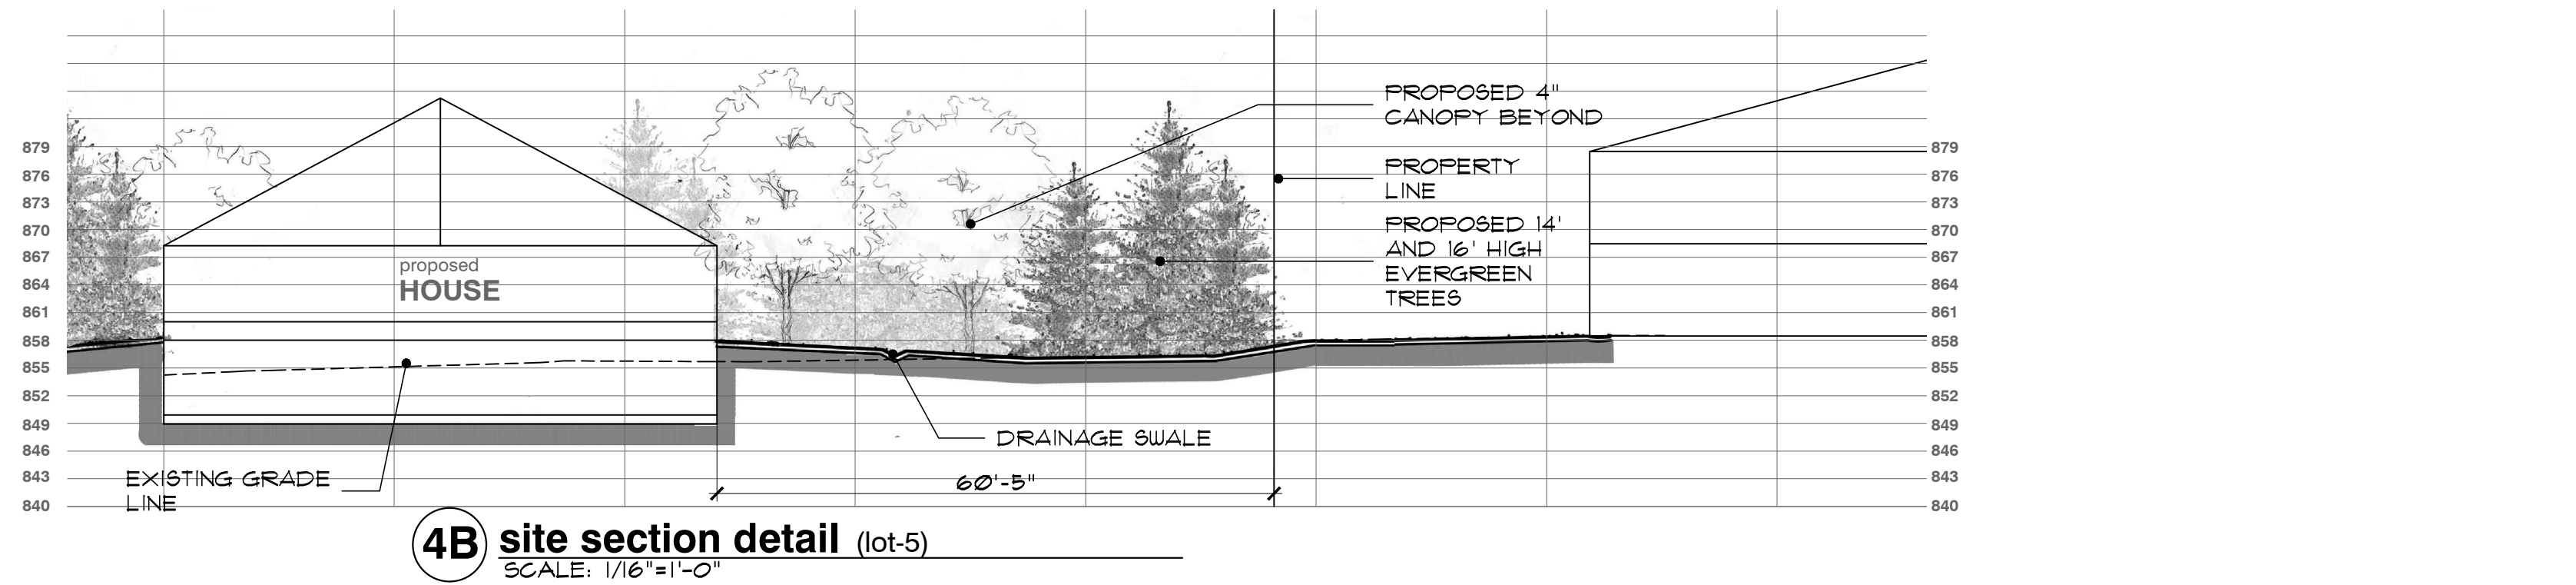 PROPOSED 4"
CANOPY BEYOND
PROPERTY
LINE
PROPOSED 14'
AND 16' HIGH
EVERGREEN
TREES
879
876
873
870
867
864
861
858
855
852
849
846
843
840
proposed
HOUSE
879
876
873
870
867
864
861
858
855
852
849
846
843
840
DRAINAGE SWALE
EXISTING GRADE
LINE
60'-5"
4B site section detail (lot-5)
SCALE: 1/16"=1'-0"